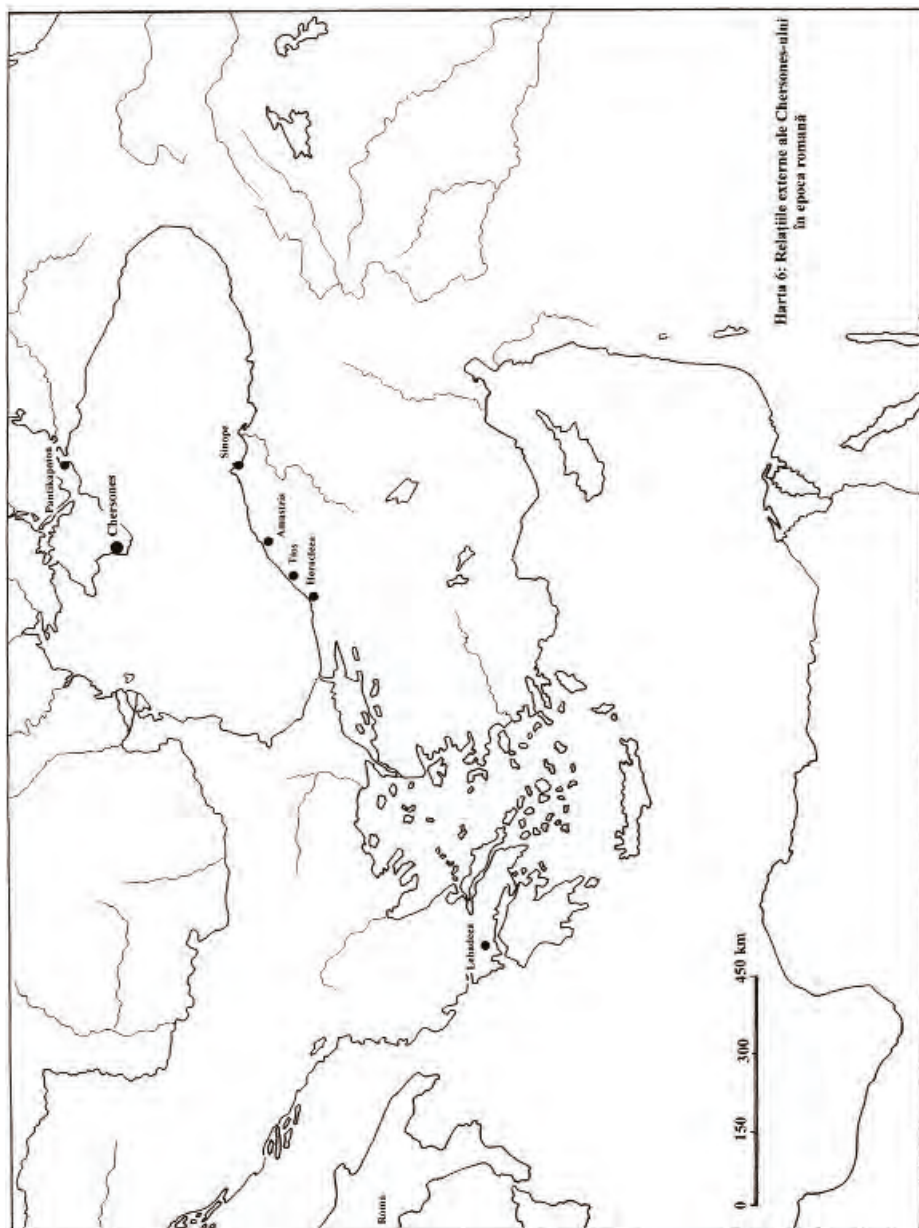 Pantikapaion
Chersones
Sinope
Amastris
Tios
Heracleea
Roma
Lebadeea
0 150 300 450 km
Harta 6: Relațiile externe ale Chersones-ului
în epoca romană